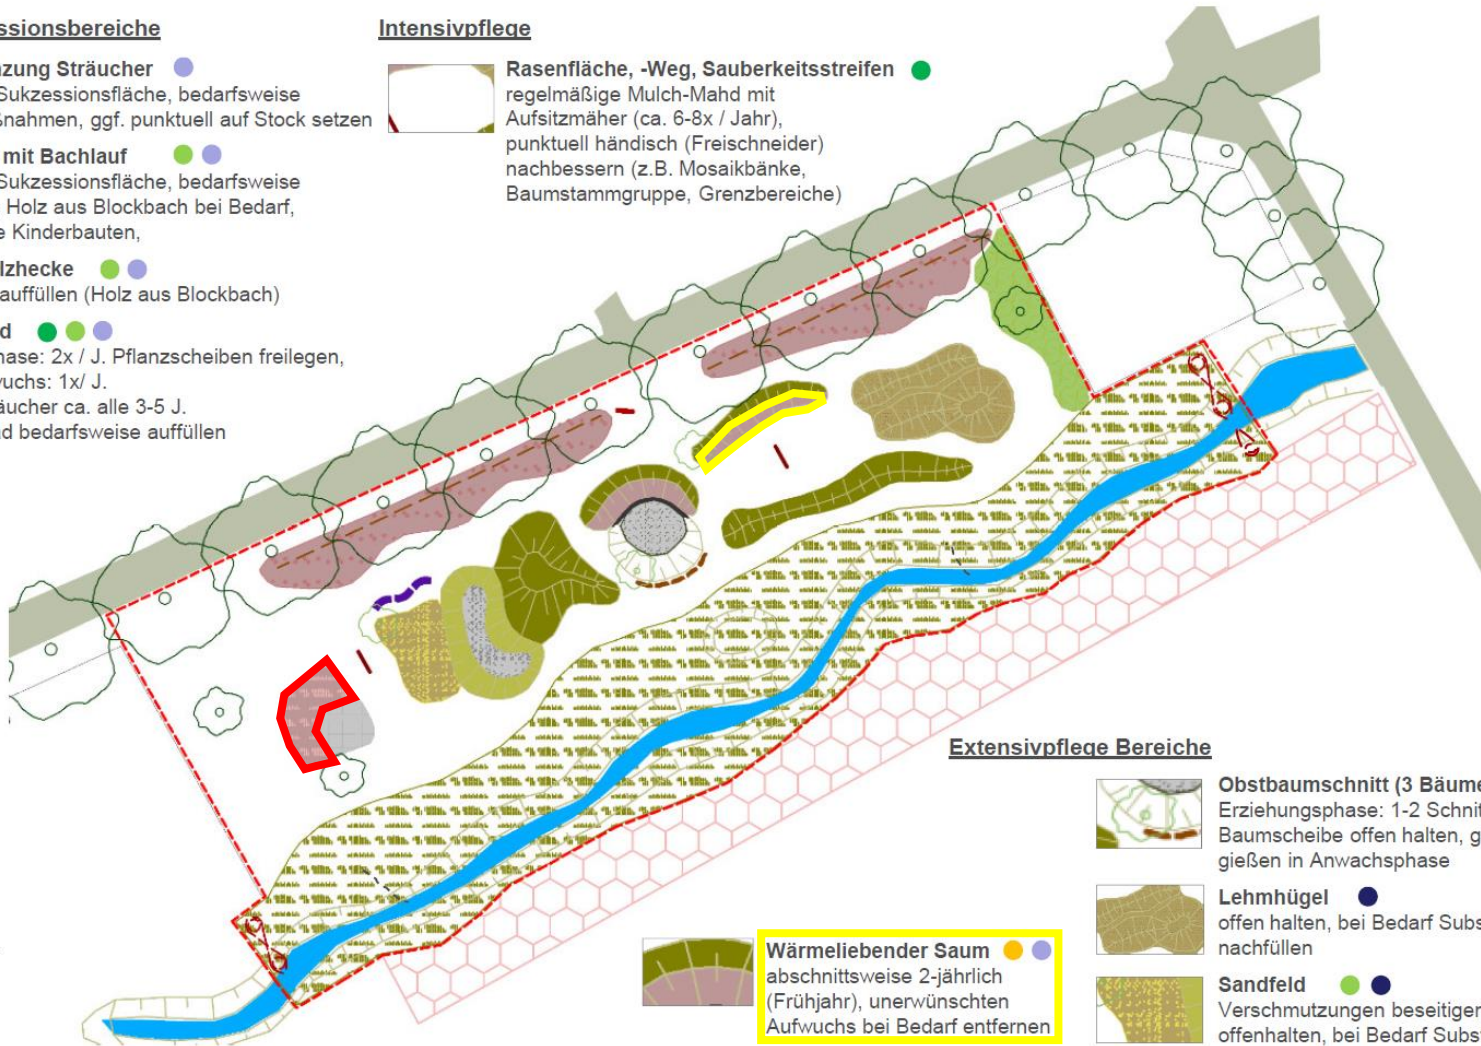 ssionsbereiche
nzung Sträucher
Sukzessionsfläche, bedarfsweise
ßnahmen, ggf. punktuell auf Stock setzen
mit Bachlauf
Sukzessionsfläche, bedarfsweise
Holz aus Blockbach bei Bedarf,
e Kinderbauten,
lzhecke
auffüllen (Holz aus Blockbach)
d
hase: 2x / J. Pflanzscheiben freilegen,
wuchs: 1x/ J.
äucher ca. alle 3-5 J.
d bedarfsweise auffüllen
Intensivpflege
Rasenfläche, -Weg, Sauberkeitsstreifen
regelmäßige Mulch-Mahd mit
Aufsitzmäher (ca. 6-8x / Jahr),
punktuell händisch (Freischneider)
nachbessern (z.B. Mosaikbänke,
Baumstammgruppe, Grenzbereiche)
Wärmeliebender Saum
abschnittsweise 2-jährlich
(Frühjahr), unerwünschten
Aufwuchs bei Bedarf entfernen
Extensivpflege Bereiche
Obstbaumschnitt (3 Bäume
Erziehungsphase: 1-2 Schnit
Baumscheibe offen halten, g
gießen in Anwachsphase
Lehmhügel
offen halten, bei Bedarf Subs
nachfüllen
Sandfeld
Verschmutzungen beseitigen
offenhalten, bei Bedarf Subs